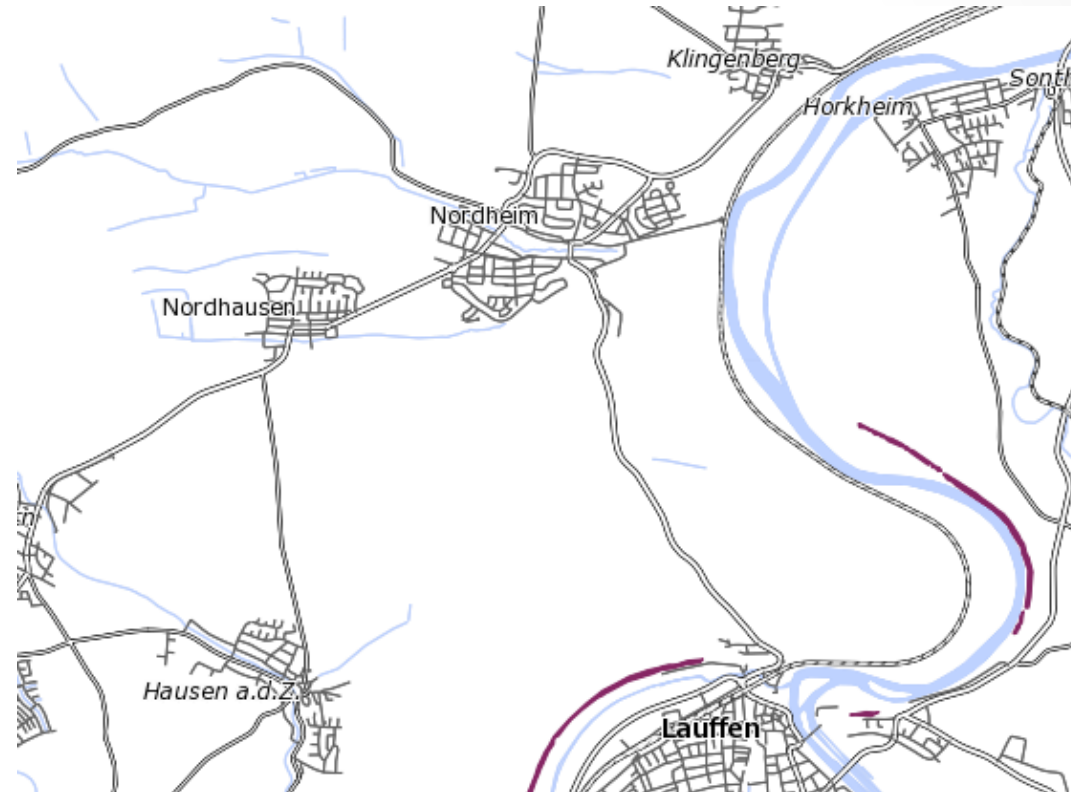 Klingenberg
Horkheim
Nordheim
Nordhausen
Hausen a.d.Z.
Lauffen